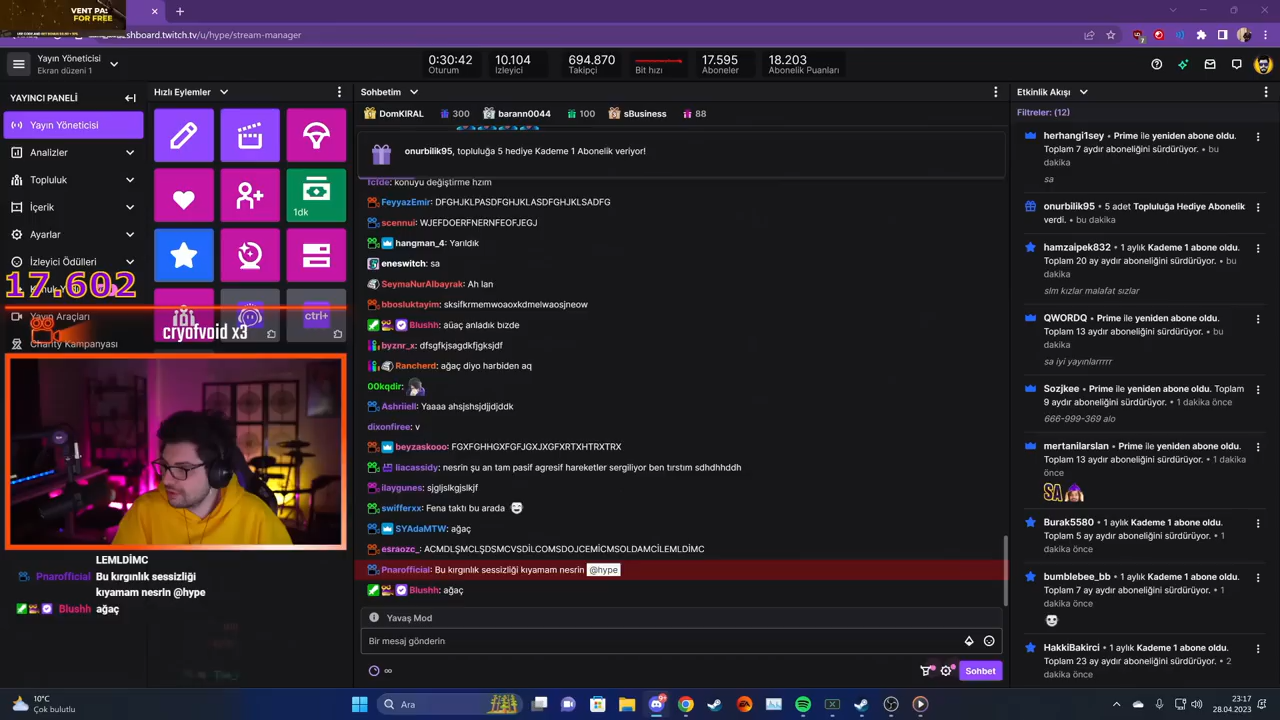 VENT PA:
FOR FREE
shboard.twitch.tv/u/hype/stream-manager
Yayın Yöneticisi
Ekran düzeni 1
0:30:42
Oturum
10.104
İzleyici
694.870
Takipçi
Bit hızı
17.595
Aboneler
18.203
Abonelik Puanları
YAYINCI PANELİ
Yayın Yöneticisi
Analizler
Topluluk
İçerik
Ayarlar
İzleyici Ödülleri
17.602
Yayın Araçları
Charity Kampanyası
Hızlı Eylemler
1dk
ctrl+
cryofvoid x3
LEMLDİMC
Pnarofficial: Bu kırgınlık sessizliği
kıyamam nesrin @hype
Blushh: ağaç
Sohbetim
DomKIRAL 300 barann0044 100 sBusiness 88
onurbilik95, topluluğa 5 hediye Kademe 1 Abonelik veriyor!
konuyu değiştirme hzim
FeyyazEmir: DFGHJKLPASDFGHJKLASDFGHJKLSADFG
scennui: WJEFDOERFNERNFEOFJEGJ
hangman_4: Yarıldık
eneswitch: sa
SeymaNurAlbayrak: Ah lan
bbosluktayim: sksifkrmemwoaoxkdmelwaosjneow
Blushh: aüaç anladık bizde
byznr_x: dfsgfkjsagdkfjgksjdf
Rancherd: ağaç diyo harbiden aq
00kqdir:
Ashriiell: Yaaaa ahsjshsjdjjdjddk
dixonfiree: v
beyzaskooo: FGXFGHHGXFGFJGXJXGFXRTXHTRXTRX
liacassidy: nesrin şu an tam pasif agresif hareketler sergiliyor ben tırstım sdhdhddh
ilaygunes: sjgljslkgjslkjf
swifferxx: Fena taktı bu arada
SYAdaMTW: ağaç
esraozc_: ACMDLŞMCLŞDSMCVSDİLCOMSDOJCEMİCMSOLDAMCİLEMLDİMC
Pnarofficial: Bu kırgınlık sessizliği kıyamam nesrin @hype
Blushh: ağaç
Yavaş Mod
Bir mesaj gönderin
∞
Sohbet
Etkinlik Akışı
Filtreler: (12)
herhangi1sey • Prime ile yeniden abone oldu.
Toplam 7 aydır aboneliğini sürdürüyor. • bu
dakika
sa
onurbilik95 • 5 adet Topluluğa Hediye Abonelik
verdi. • bu dakika
hamzaipek832 • 1 aylık Kademe 1 abone oldu.
Toplam 20 aydır aboneliğini sürdürüyor. • bu
dakika
slm kızlar malafat sızlar
QWORDQ • Prime ile yeniden abone oldu.
Toplam 13 aydır aboneliğini sürdürüyor. • bu
dakika
sa iyi yayınlarrrrr
Sozjkee • Prime ile yeniden abone oldu. Toplam
9 aydır aboneliğini sürdürüyor. • 1 dakika önce
666-999-369 alo
mertanilarslan • Prime ile yeniden abone oldu.
Toplam 13 aydır aboneliğini sürdürüyor. • 1 dakika
önce
SA
Burak5580 • 1 aylık Kademe 1 abone oldu.
Toplam 5 aydır aboneliğini sürdürüyor. • 1
dakika önce
bumblebee_bb • 1 aylık Kademe 1 abone oldu.
Toplam 7 aydır aboneliğini sürdürüyor. • 1
dakika önce
HakkiBakirci • 1 aylık Kademe 1 abone oldu.
Toplam 23 aydır aboneliğini sürdürüyor. • 2
dakika önce
10°C
Çok bulutlu
Ara
23:17
28.04.2023